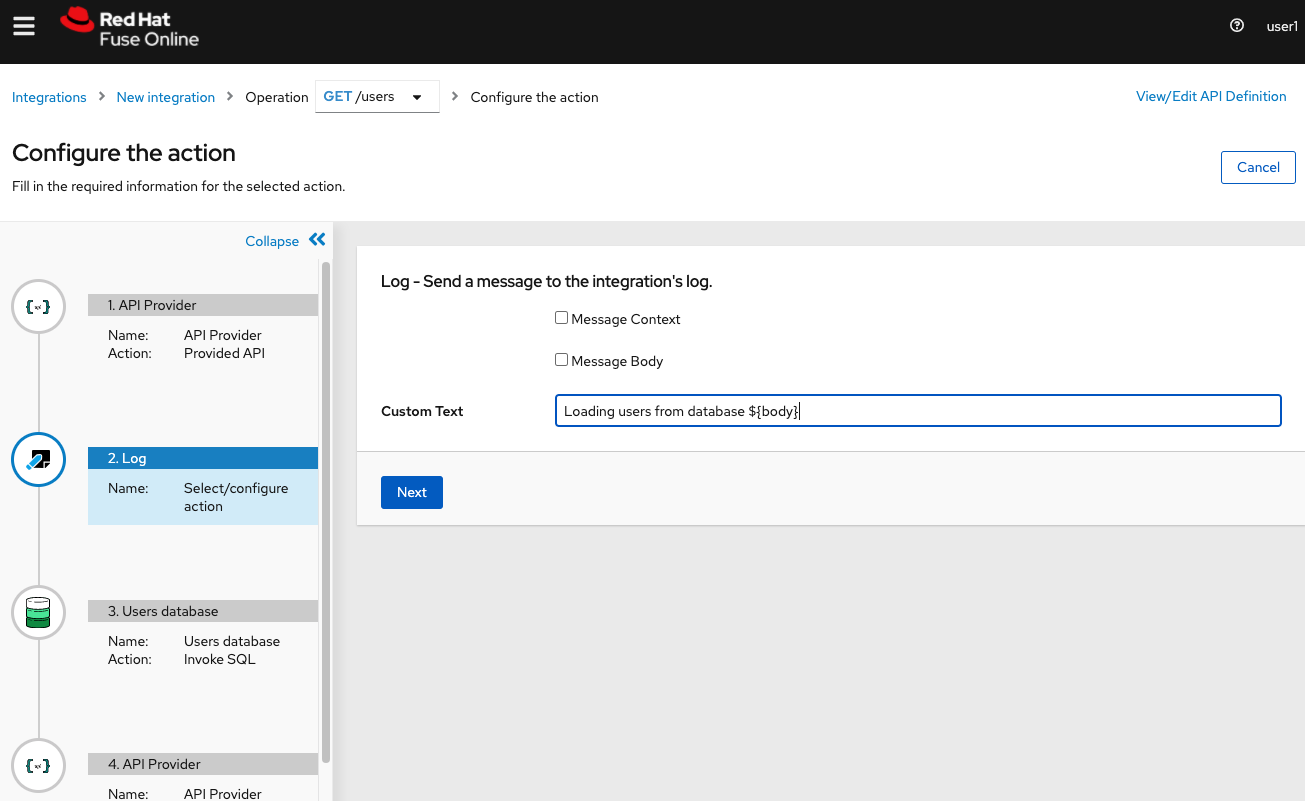 Red Hat
Fuse Online
user1
Integrations > New integration > Operation GET /users > Configure the action
View/Edit API Definition
Configure the action
Fill in the required information for the selected action.
Cancel
Collapse
1. API Provider
Name: API Provider
Action: Provided API
2. Log
Name: Select/configure
action
3. Users database
Name: Users database
Action: Invoke SQL
4. API Provider
Name: API Provider
Log - Send a message to the integration's log.
Message Context
Message Body
Custom Text Loading users from database ${body}
Next